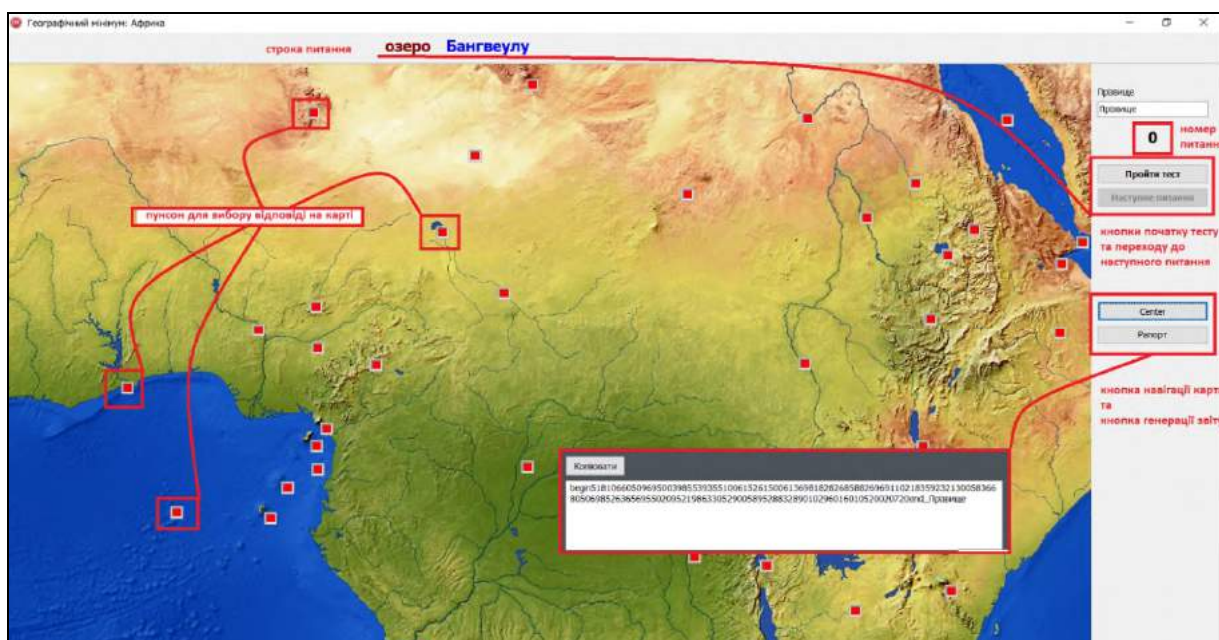 Географічний мінімум: Африка
строка питання озеро Бангвеулу
Прізвище
Прізвище
0
номер
питанн
Пройти тест
Наступне питання
пунсон для вибору відповіді на карті
кнопки початку тесту
та переходу до
наступного питання
Center
Репорт
кнопка навігації карт
та
кнопка генерації звіт
Копіювати